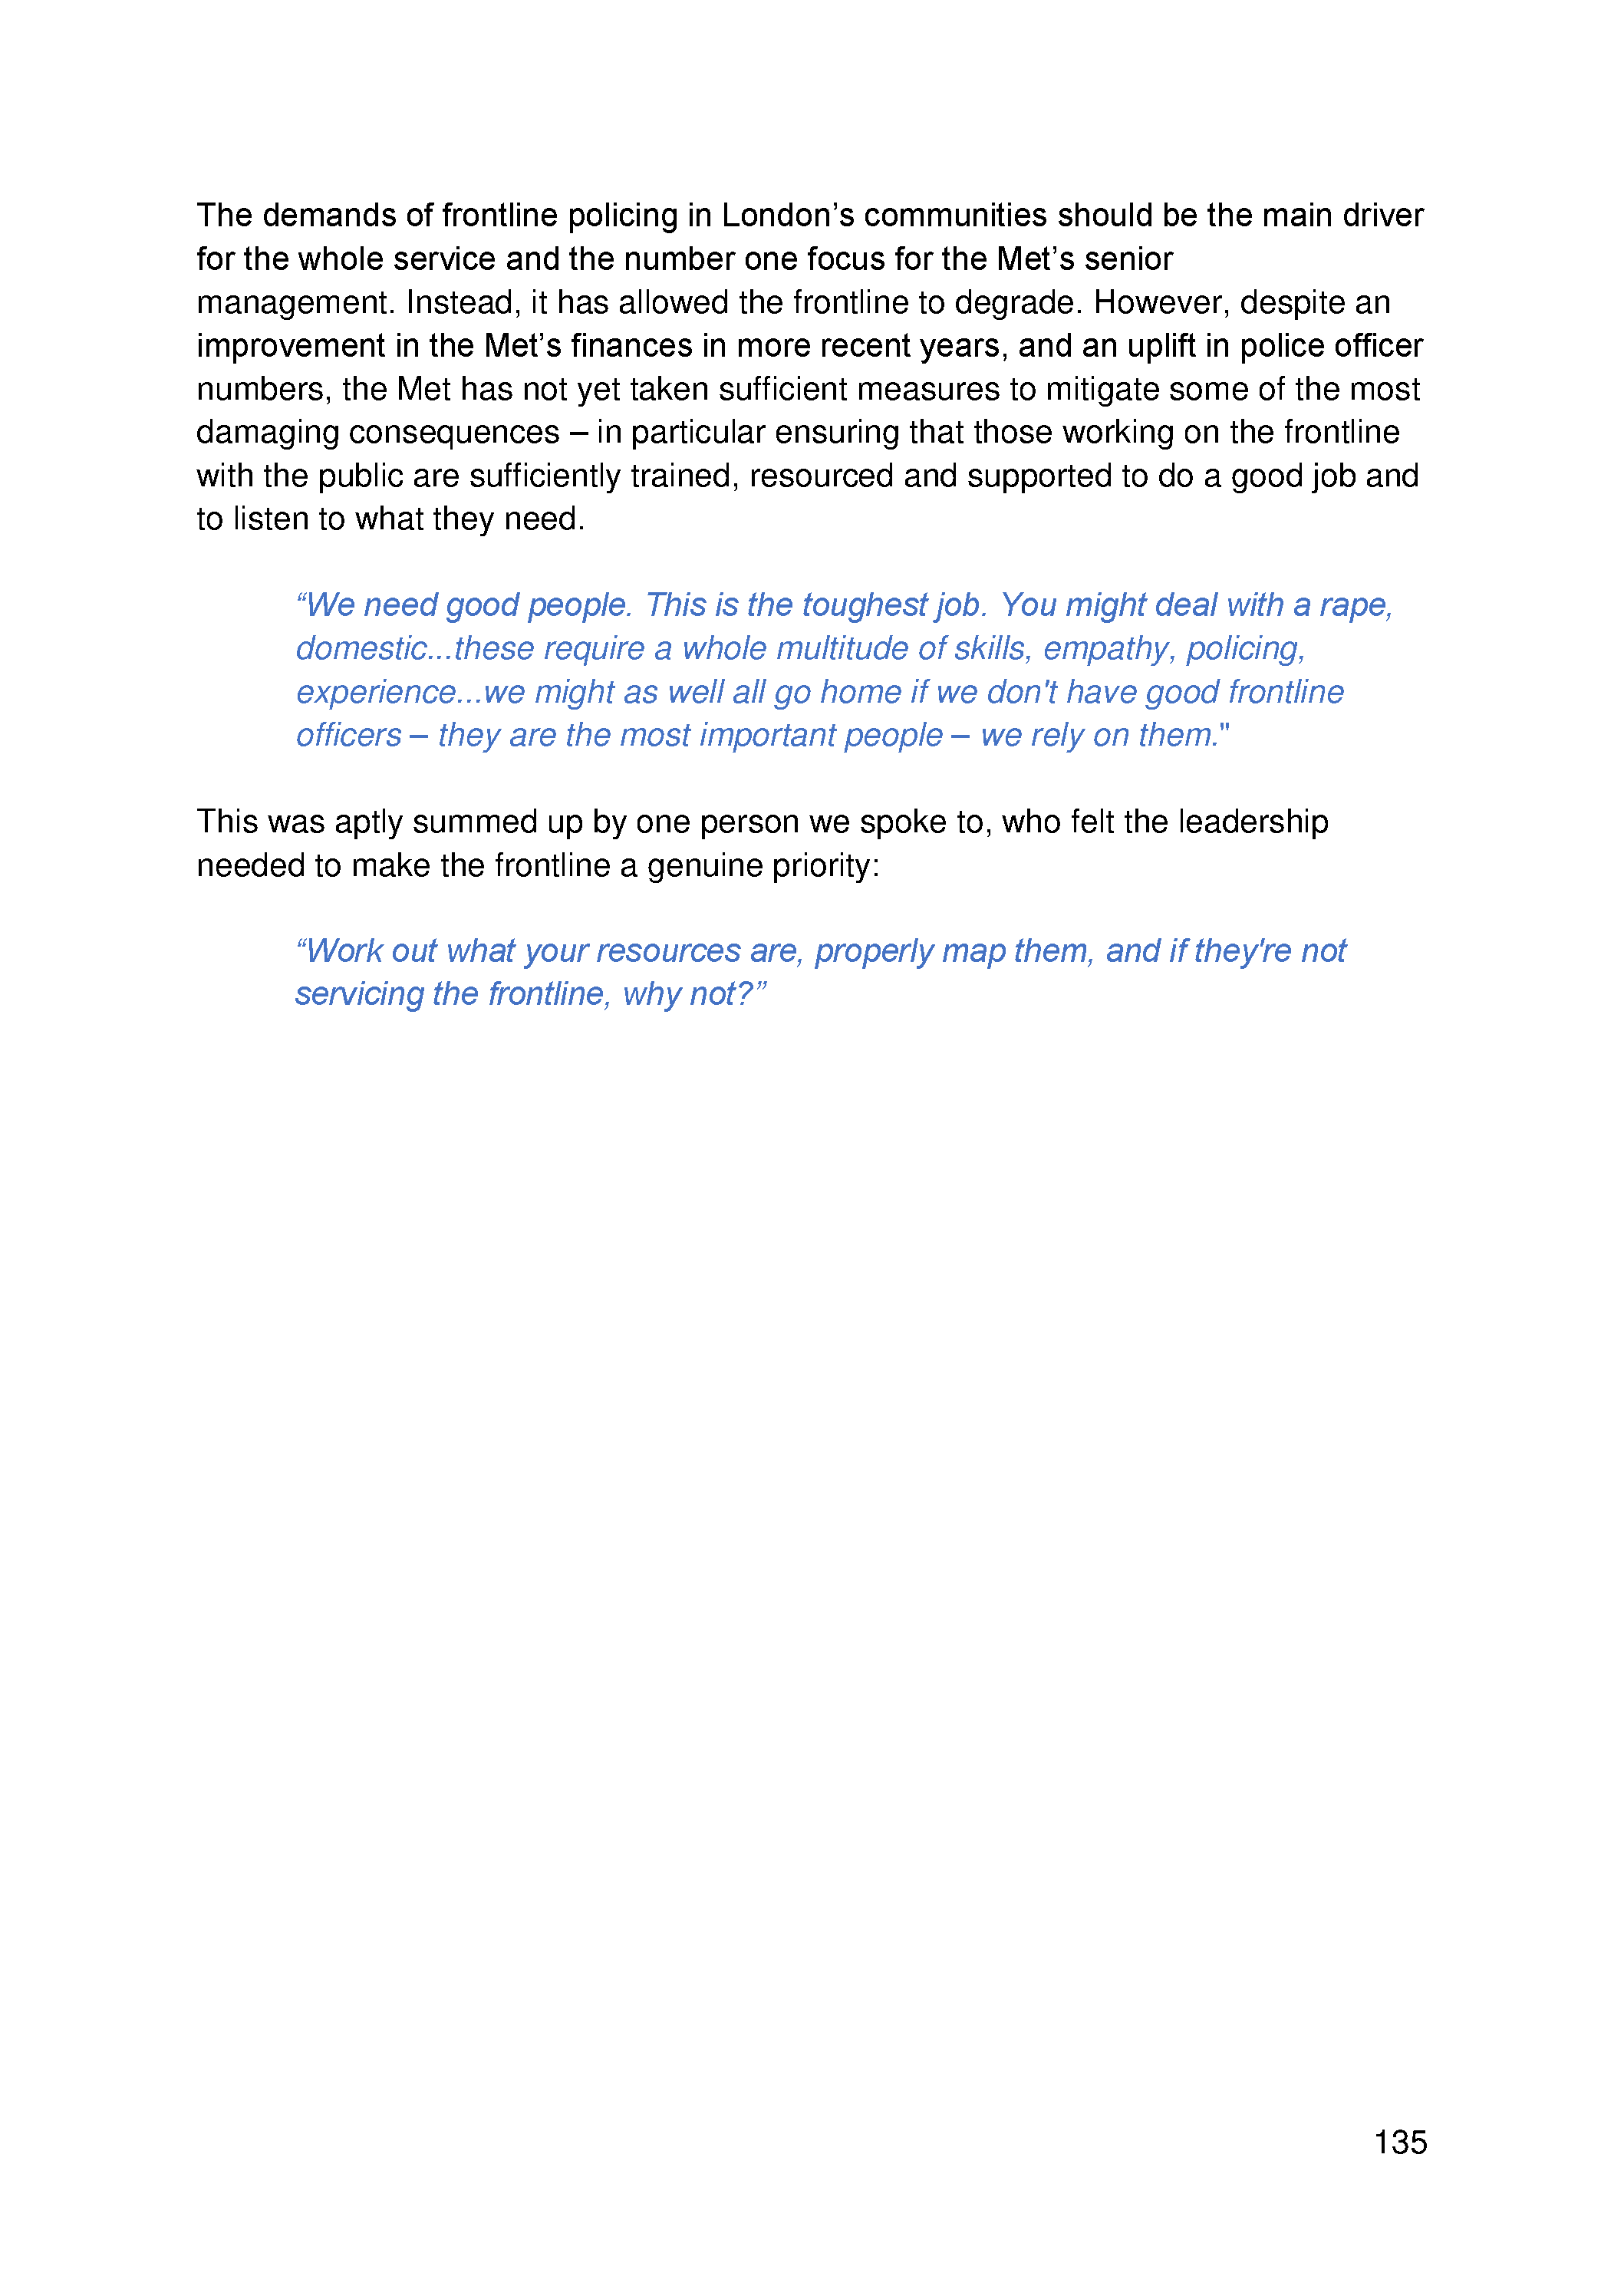 The demands of frontline policing in London’s communities should be the main driver
for the whole service and the number one focus for the Met’s senior
management. Instead, it has allowed the frontline to degrade. However, despite an
improvement in the Met’s finances in more recent years, and an uplift in police officer
numbers, the Met has not yet taken sufficient measures to mitigate some of the most
damaging consequences – in particular ensuring that those working on the frontline
with the public are sufficiently trained, resourced and supported to do a good job and
to listen to what they need.
“We need good people. This is the toughest job. You might deal with a rape,
domestic...these require a whole multitude of skills, empathy, policing,
experience...we might as well all go home if we don't have good frontline
officers – they are the most important people – we rely on them."
This was aptly summed up by one person we spoke to, who felt the leadership
needed to make the frontline a genuine priority:
“Work out what your resources are, properly map them, and if they're not
servicing the frontline, why not?”
135